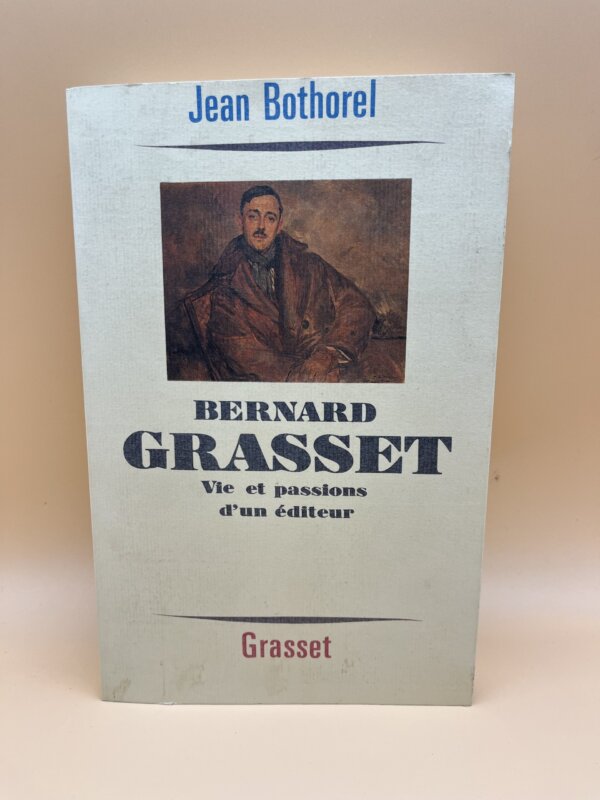 Jean Bothorel
BERNARD
GRASSET
Vie et passions
d'un éditeur
Grasset